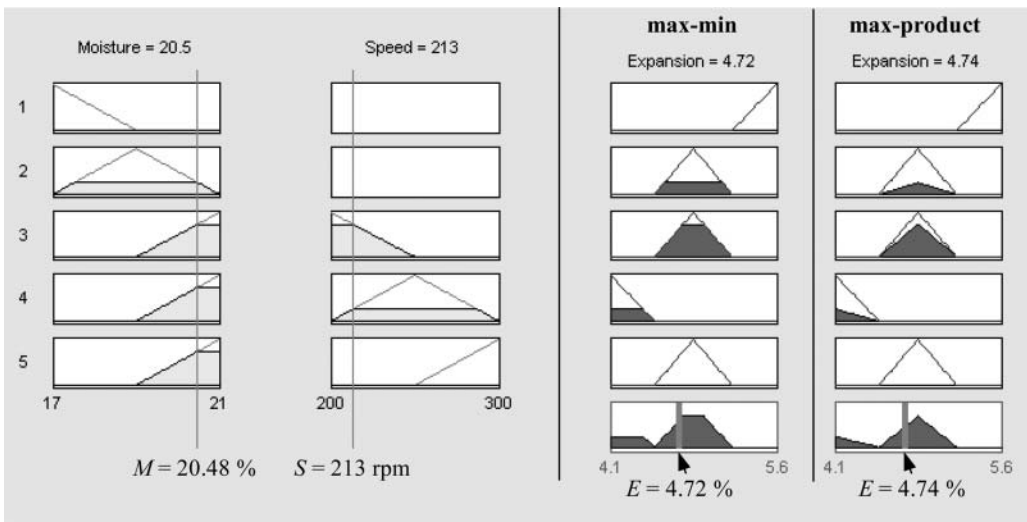 max-min
max-product
Moisture = 20.5
Speed = 213
Expansion = 4.72
Expansion = 4.74
1
2
3
4
5
17
21
200
300
4.1
5.6
4.1
5.6
M = 20.48 %
S = 213 rpm
E = 4.72 %
E = 4.74 %